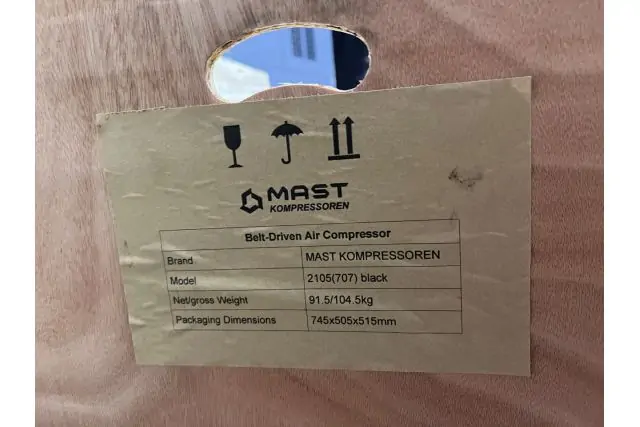 MAST
KOMPRESSOREN
Belt-Driven Air Compressor
Brand MAST KOMPRESSOREN
Model 2105(707) black
Net/gross Weight 91.5/104.5kg
Packaging Dimensions 745x505x515mm